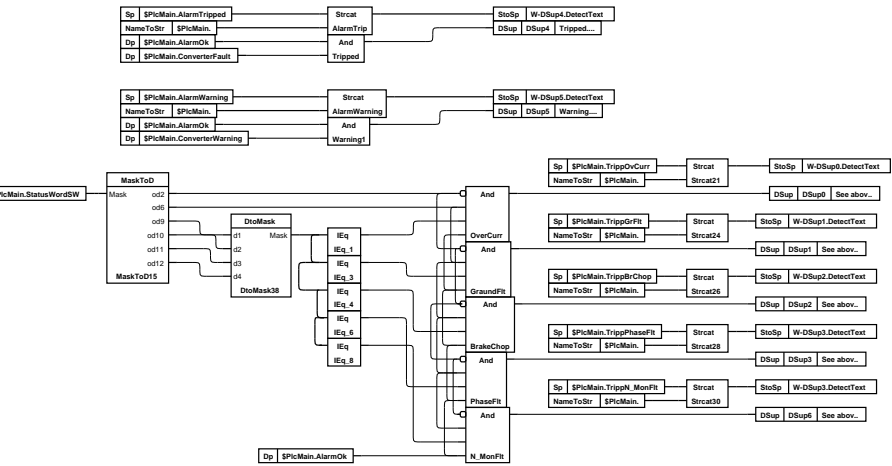 Sp $PlcMain.AlarmTripped Strcat StoSp W-DSup4.DetectText
NameToStr $PlcMain. AlarmTrip DSup DSup4 Tripped....
Dp $PlcMain.AlarmOk And
Dp $PlcMain.ConverterFault Tripped
Sp $PlcMain.AlarmWarning Strcat StoSp W-DSup5.DetectText
NameToStr $PlcMain. AlarmWarning DSup DSup5 Warning....
Dp $PlcMain.AlarmOk And
Dp $PlcMain.ConverterWarning Warning1
Sp $PlcMain.TrippOvCurr Strcat StoSp W-DSup0.DetectText
NameToStr $PlcMain. Strcat21
MaskToD And
PlcMain.StatusWordSW Mask od2 DSup DSup0 See abov..
od6
od9 DtoMask Sp $PlcMain.TrippGrFlt Strcat StoSp W-DSup1.DetectText
od10 d1 Mask IEq OverCurr NameToStr $PlcMain. Strcat24
od11 d2 IEq_1 And DSup DSup1 See abov..
od12 d3 IEq
MaskToD15 d4 IEq_3 Sp $PlcMain.TrippBrChop Strcat StoSp W-DSup2.DetectText
DtoMask38 IEq GraundFlt NameToStr $PlcMain. Strcat26
IEq_4 And DSup DSup2 See abov..
IEq
IEq_6 Sp $PlcMain.TrippPhaseFlt Strcat StoSp W-DSup3.DetectText
IEq BrakeChop NameToStr $PlcMain. Strcat28
IEq_8 And DSup DSup3 See abov..
Sp $PlcMain.TrippN_MonFlt Strcat StoSp W-DSup3.DetectText
PhaseFlt NameToStr $PlcMain. Strcat30
And DSup DSup6 See abov..
Dp $PlcMain.AlarmOk N_MonFlt